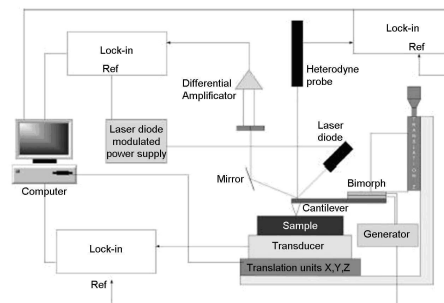 Lock-in
Ref
Lock-in
Ref
Heterodyne
probe
Differential
Amplificator
Laser diode
modulated
power supply
Laser
diode
TRANSLATION Z
Mirror
Bimorph
Computer
Cantilever
Sample
Transducer
Generator
Lock-in
Translation units X,Y,Z
Ref